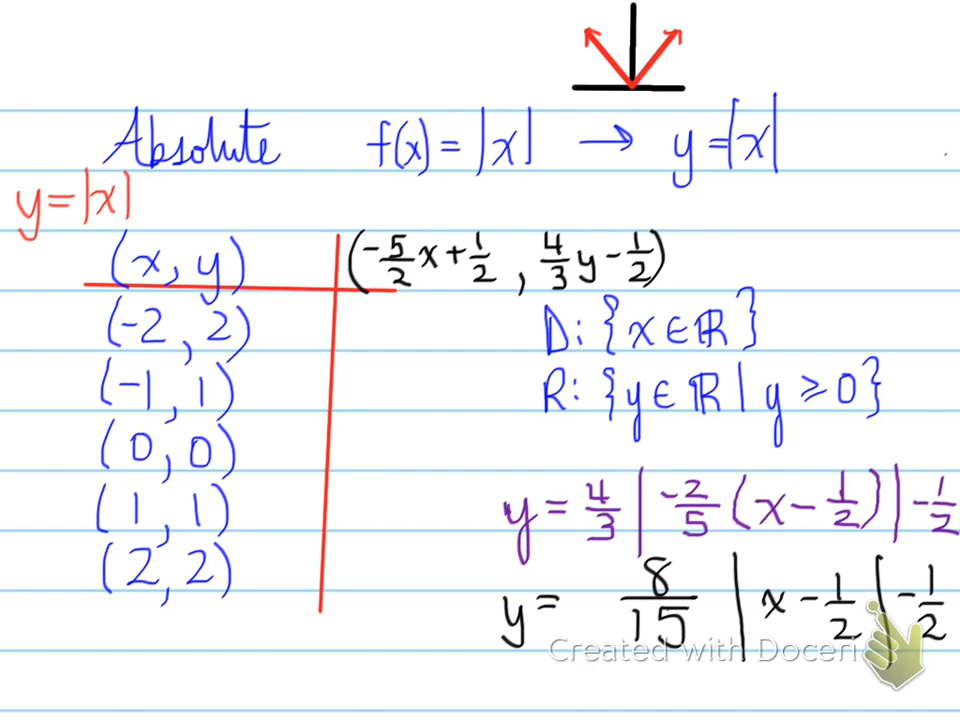 Absolute f(x) = |x| → y = |x|
y = |x|
(x, y) (-5/2 x + 1/2 , 4/3 y - 1/2)
(-2, 2) D: {x ∈ ℝ}
(-1, 1) R: {y ∈ ℝ | y ≥ 0}
(0, 0)
(1, 1) y = 4/3 | -2/5 (x - 1/2) | - 1/2
(2, 2) y = 8/15 | x - 1/2 | - 1/2
Created with Doceri